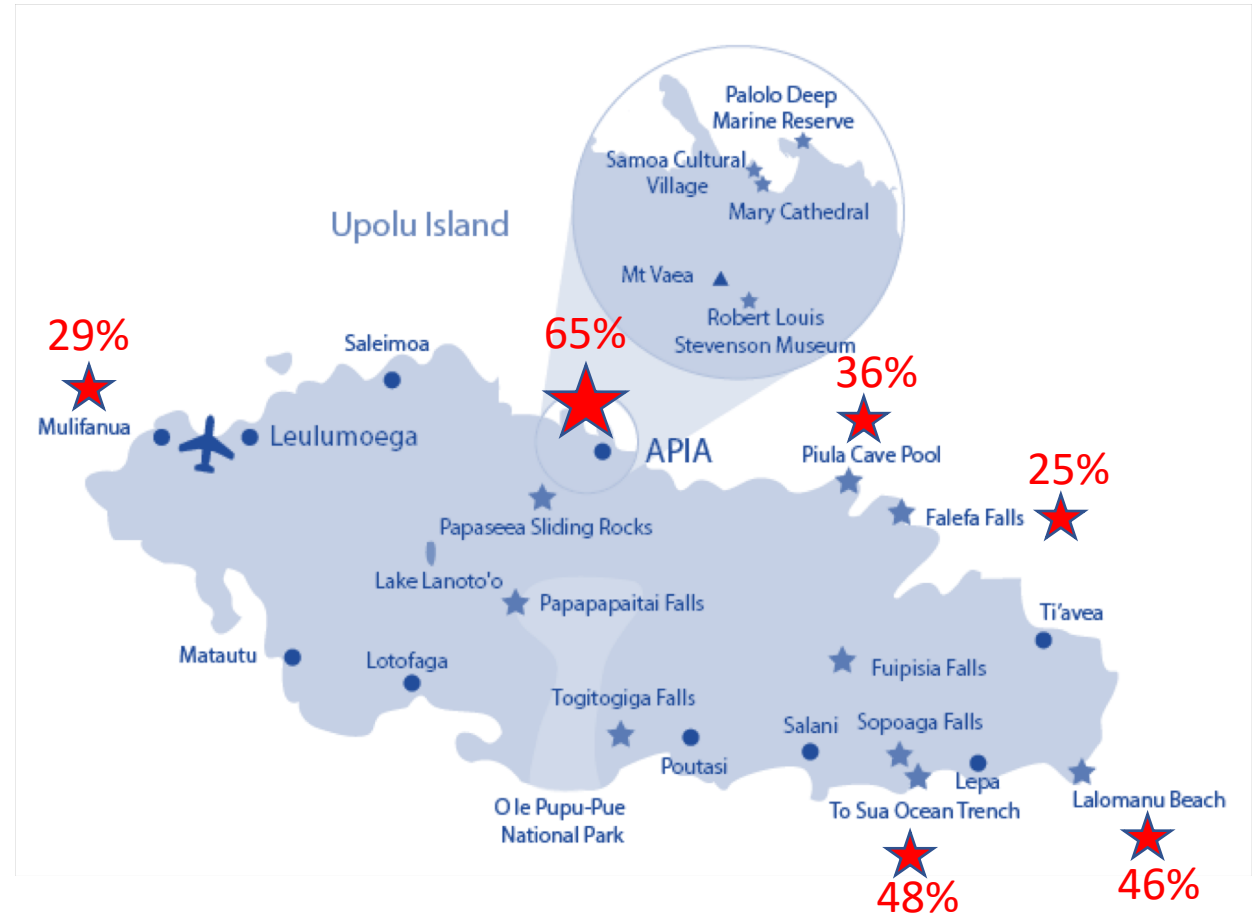 Palolo Deep
Marine Reserve
Samoa Cultural
Village
Mary Cathedral
Upolu Island
Mt Vaea
Robert Louis
Stevenson Museum
29%
65%
Saleimoa
36%
Mulifanua
Leulumoega
APIA
Piula Cave Pool
25%
Falefa Falls
Papaseea Sliding Rocks
Lake Lanoto'o
Papapapaitai Falls
Ti'avea
Matautu
Lotofaga
Fuipisia Falls
Togitogiga Falls
Salani
Sopoaga Falls
Poutasi
Lepa
O le Pupu-Pue
National Park
To Sua Ocean Trench
Lalomanu Beach
48%
46%